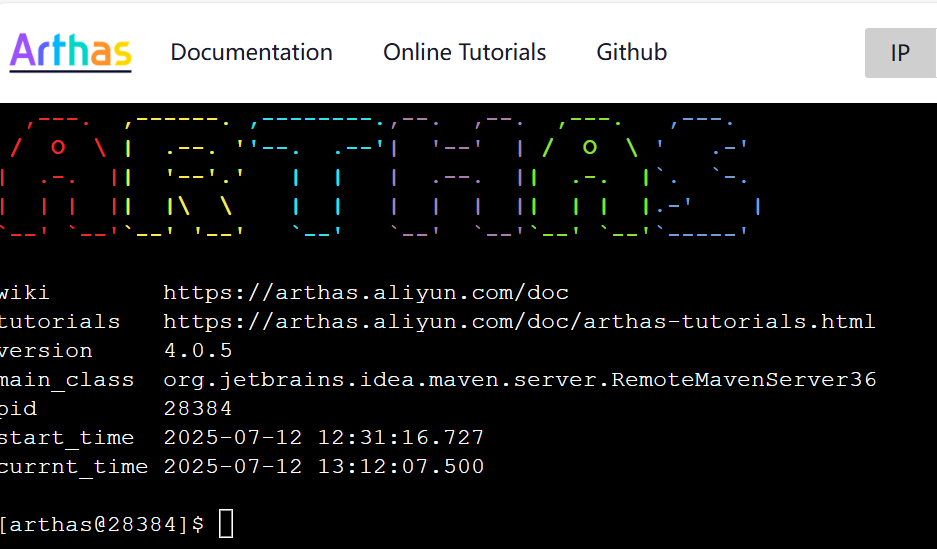 Arthas Documentation Online Tutorials Github IP
ARTHAS
wiki https://arthas.aliyun.com/doc
tutorials https://arthas.aliyun.com/doc/arthas-tutorials.html
version 4.0.5
main_class org.jetbrains.idea.maven.server.RemoteMavenServer36
pid 28384
start_time 2025-07-12 12:31:16.727
currnt_time 2025-07-12 13:12:07.500
[arthas@28384]$